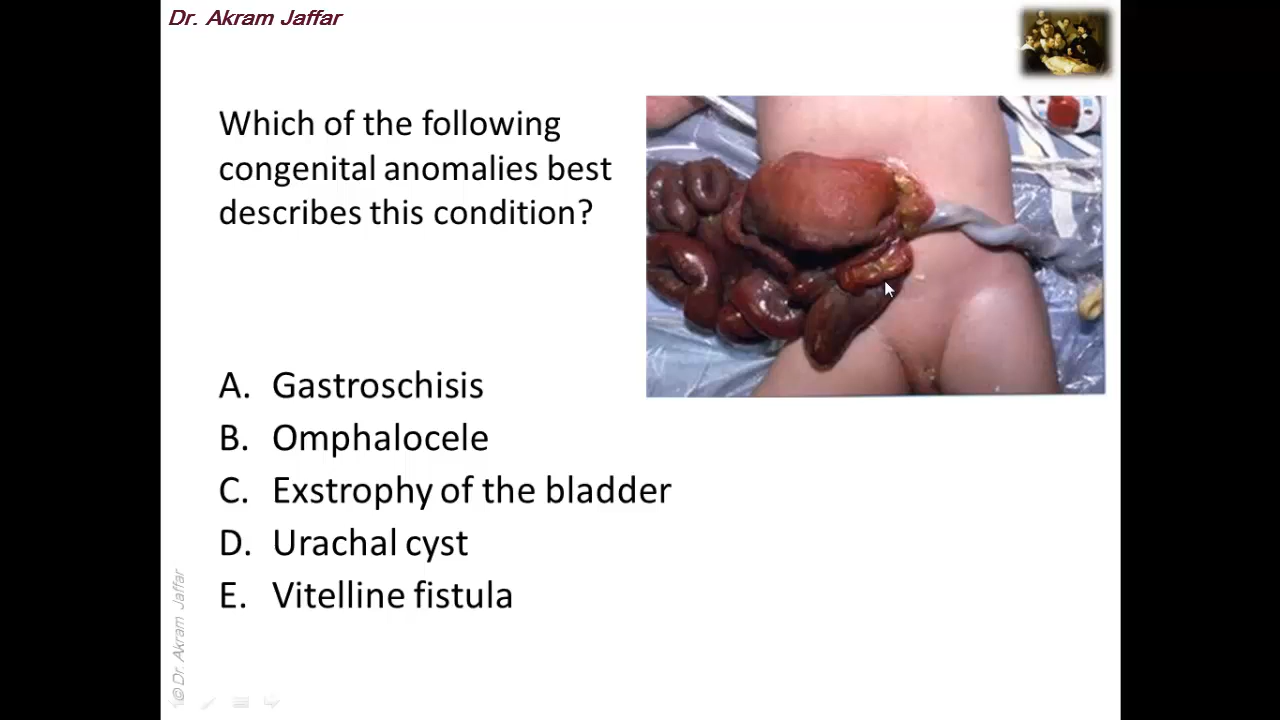 Dr. Akram Jaffar
Which of the following
congenital anomalies best
describes this condition?
A. Gastroschisis
B. Omphalocele
C. Exstrophy of the bladder
D. Urachal cyst
E. Vitelline fistula
© Dr. Akram Jaffar